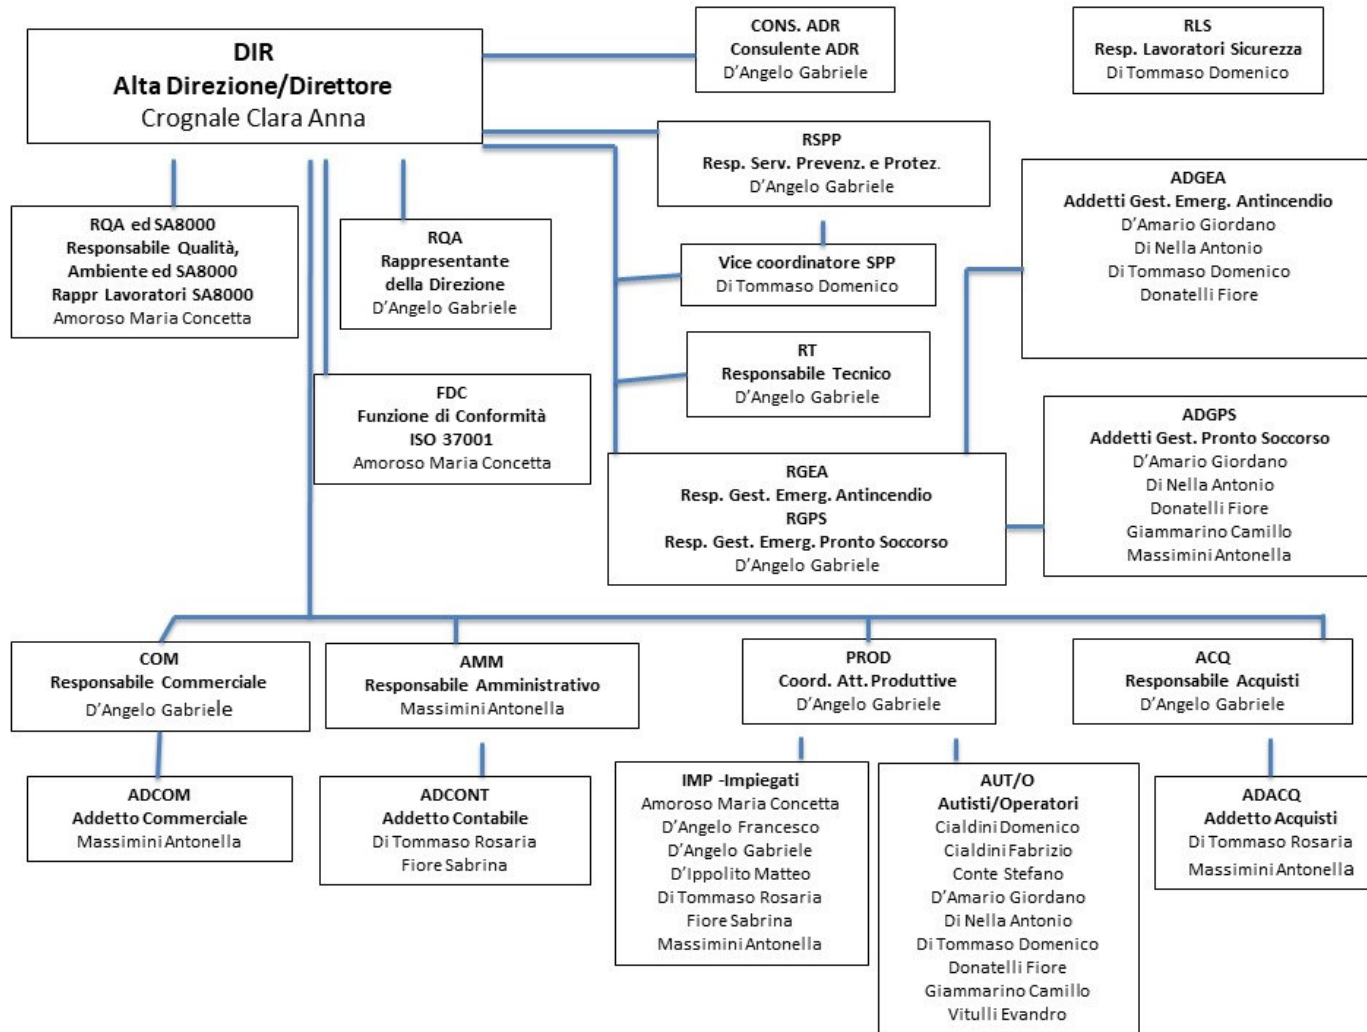 DIR
Alta Direzione/Direttore
Crognale Clara Anna
CONS. ADR
Consulente ADR
D'Angelo Gabriele
RLS
Resp. Lavoratori Sicurezza
Di Tommaso Domenico
RSPP
Resp. Serv. Prevenz. e Protez.
D'Angelo Gabriele
ADGEA
Addetti Gest. Emerg. Antincendio
D'Amario Giordano
Di Nella Antonio
Di Tommaso Domenico
Donatelli Fiore
RQA ed SA8000
Responsabile Qualità,
Ambiente ed SA8000
Rappr Lavoratori SA8000
Amoroso Maria Concetta
RQA
Rappresentante
della Direzione
D'Angelo Gabriele
Vice coordinatore SPP
Di Tommaso Domenico
RT
Responsabile Tecnico
D'Angelo Gabriele
FDC
Funzione di Conformità
ISO 37001
Amoroso Maria Concetta
ADGPS
Addetti Gest. Pronto Soccorso
D'Amario Giordano
Di Nella Antonio
Donatelli Fiore
Giammarino Camillo
Massimini Antonella
RGEA
Resp. Gest. Emerg. Antincendio
RGPS
Resp. Gest. Emerg. Pronto Soccorso
D'Angelo Gabriele
COM
Responsabile Commerciale
D'Angelo Gabriele
AMM
Responsabile Amministrativo
Massimini Antonella
PROD
Coord. Att. Produttive
D'Angelo Gabriele
ACQ
Responsabile Acquisti
D'Angelo Gabriele
ADCOM
Addetto Commerciale
Massimini Antonella
ADCONT
Addetto Contabile
Di Tommaso Rosaria
Fiore Sabrina
IMP -Impiegati
Amoroso Maria Concetta
D'Angelo Francesco
D'Angelo Gabriele
D'Ippolito Matteo
Di Tommaso Rosaria
Fiore Sabrina
Massimini Antonella
AUT/O
Autisti/Operatori
Cialdini Domenico
Cialdini Fabrizio
Conte Stefano
D'Amario Giordano
Di Nella Antonio
Di Tommaso Domenico
Donatelli Fiore
Giammarino Camillo
Vitulli Evandro
ADACQ
Addetto Acquisti
Di Tommaso Rosaria
Massimini Antonella